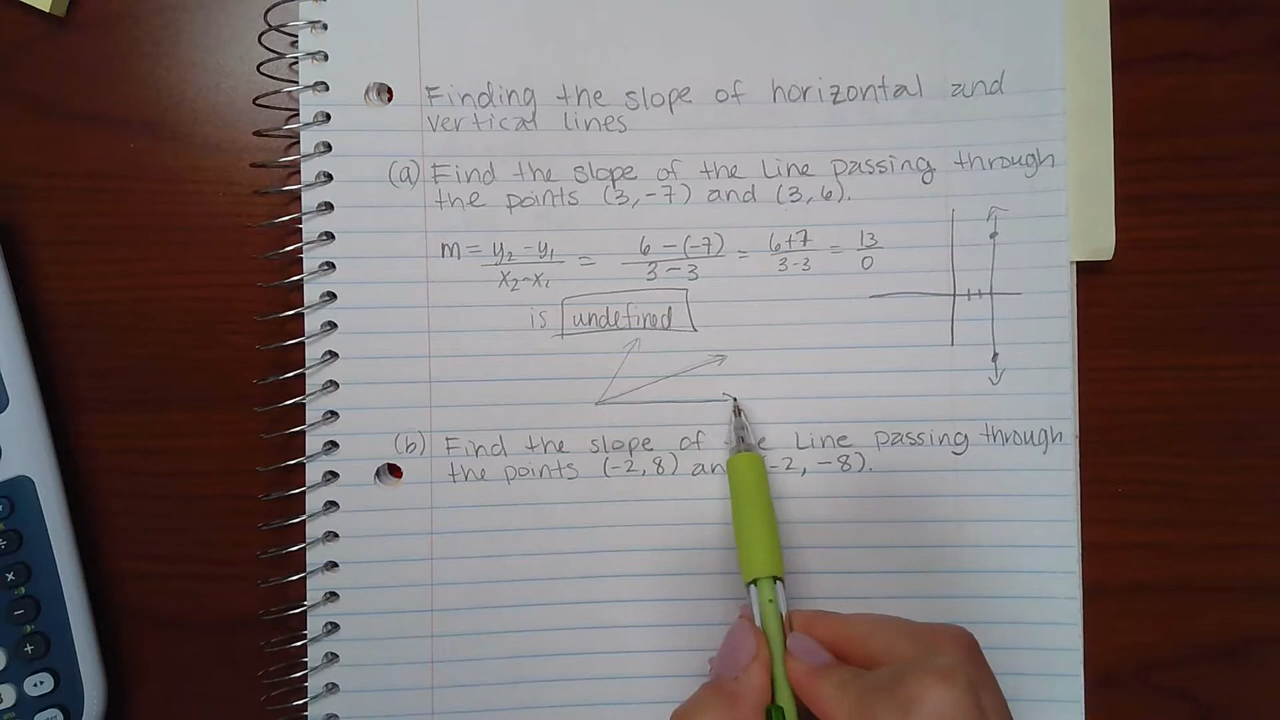 Finding the slope of horizontal and
vertical lines
(a) Find the slope of the line passing through
the points (3,-7) and (3,6).
m = y₂-y₁/x₂-x₁ = 6-(-7)/3-3 = 6+7/3-3 = 13/0
is undefined
(b) Find the slope of line passing through
the points (-2,8) -2,-8).